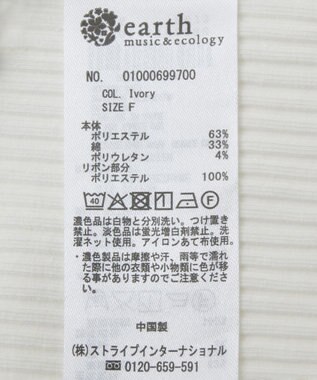 earth
music&ecology
NO. 01000699700
COL. Ivory
SIZE F
本体
ポリエステル 63%
綿 33%
ポリウレタン 4%
リボン部分
ポリエステル 100%
40 F
濃色品は白物と分別洗い。つけ置き
禁止。淡色品は蛍光増白剤禁止。洗
濯ネット使用。アイロンあて布使用。
・濃色製品は摩擦や汗、雨等で濡れ
た際に他の衣類や小物類に色が移
る事がありますのでご注意くださ
い。
中国製
(株)ストライプインターナショナル
0120-659-591